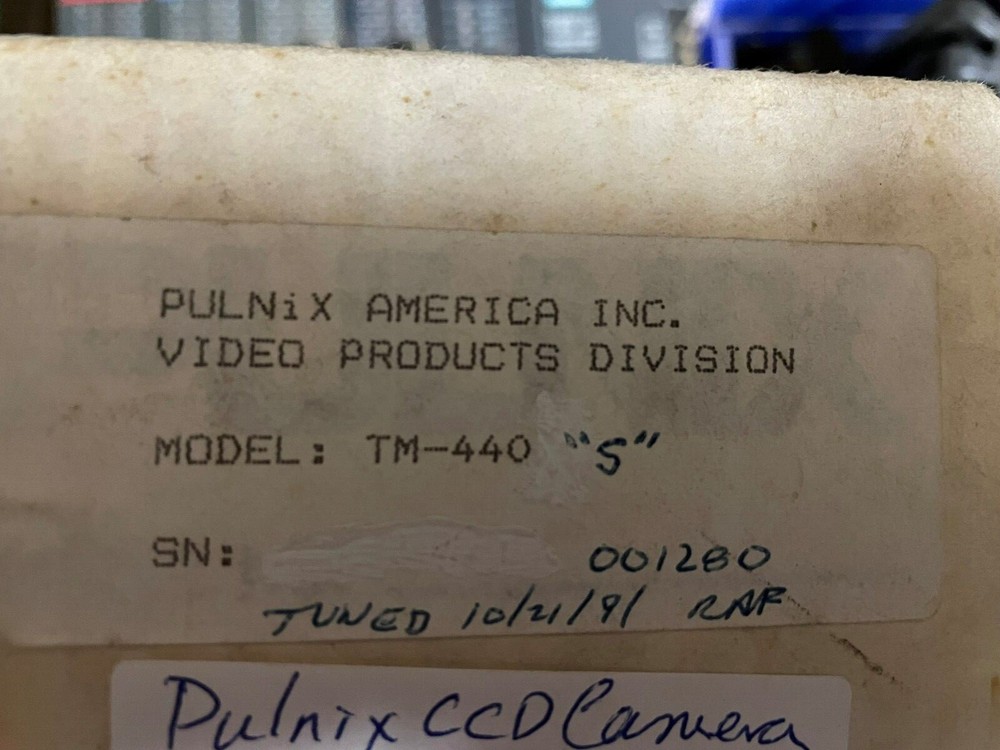 PULNiX AMERICA INC.
VIDEO PRODUCTS DIVISION
MODEL: TM-440 "S"
SN: 001280
TUNED 10/21/91 RAF
Pulnix CCD Camera